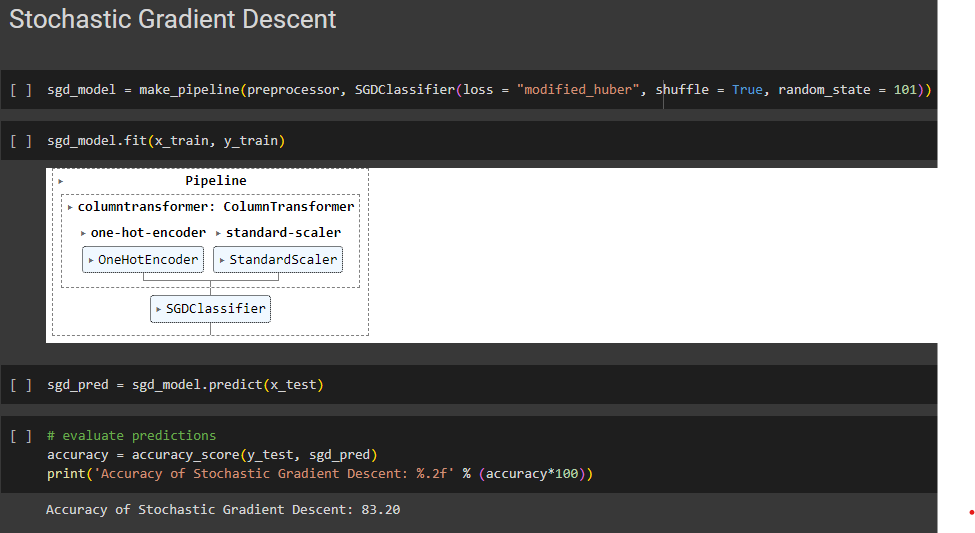 Stochastic Gradient Descent
[ ] sgd_model = make_pipeline(preprocessor, SGDClassifier(loss = "modified_huber", shuffle = True, random_state = 101))
[ ] sgd_model.fit(x_train, y_train)
Pipeline
columntransformer: ColumnTransformer
one-hot-encoder standard-scaler
OneHotEncoder StandardScaler
SGDClassifier
[ ] sgd_pred = sgd_model.predict(x_test)
[ ] # evaluate predictions
accuracy = accuracy_score(y_test, sgd_pred)
print('Accuracy of Stochastic Gradient Descent: %.2f' % (accuracy*100))
Accuracy of Stochastic Gradient Descent: 83.20